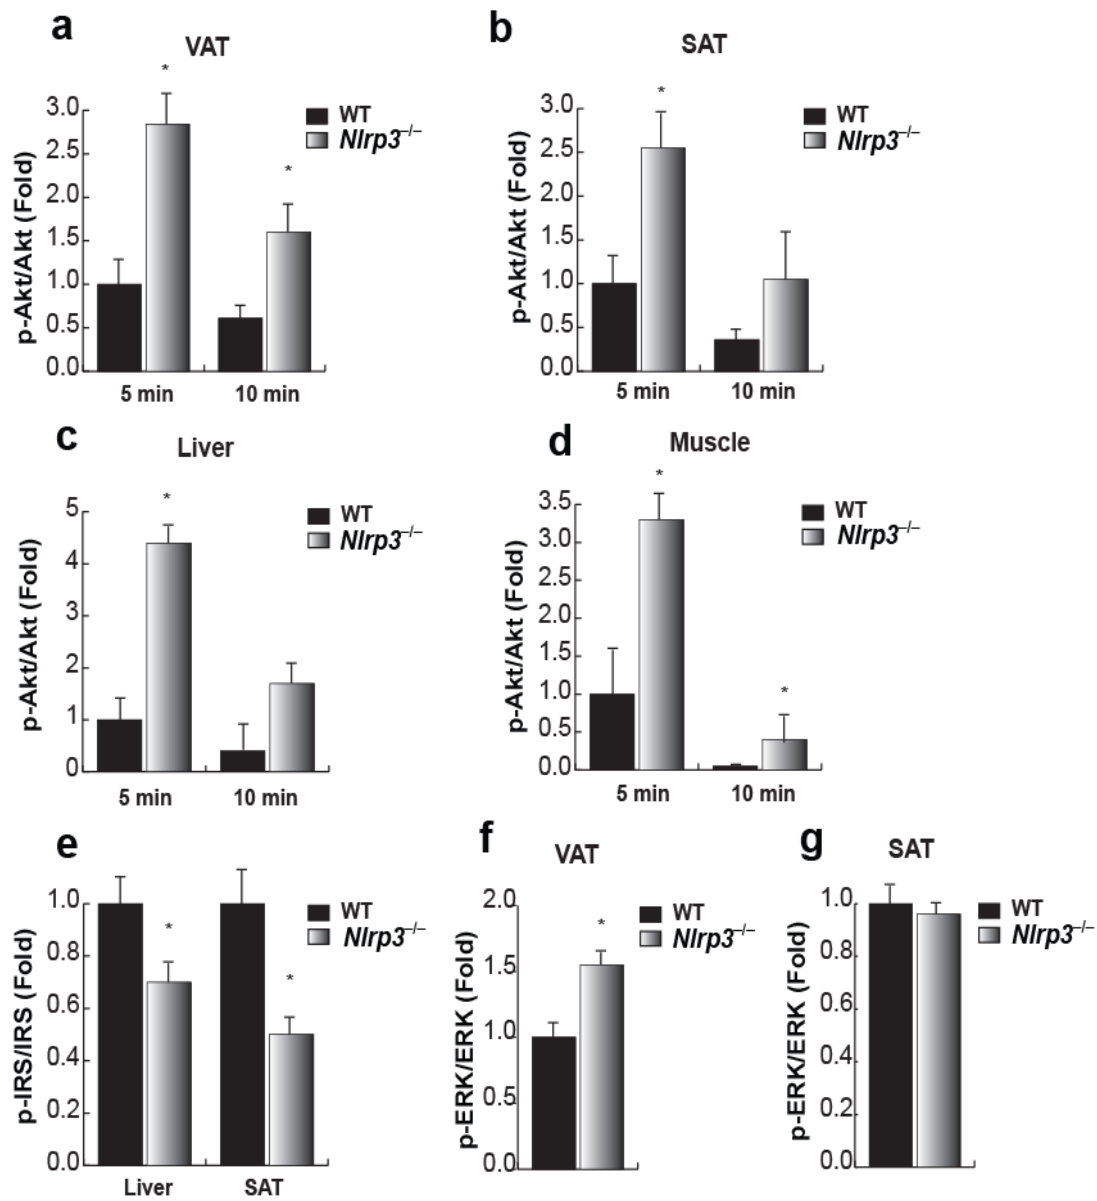 a
VAT
*
*
3.0
2.5
2.0
1.5
1.0
0.5
0.0
p-Akt/Akt (Fold)
WT
Nlrp3–/–
5 min
10 min
b
SAT
*
3.0
2.5
2.0
1.5
1.0
0.5
0.0
p-Akt/Akt (Fold)
WT
Nlrp3–/–
5 min
10 min
c
Liver
*
5
4
3
2
1
0
p-Akt/Akt (Fold)
WT
Nlrp3–/–
5 min
10 min
d
Muscle
*
*
3.5
3.0
2.5
2.0
1.5
1.0
0.5
0.0
p-Akt/Akt (Fold)
WT
Nlrp3–/–
5 min
10 min
e
*
*
1.0
0.8
0.6
0.4
0.2
0.0
p-IRS/IRS (Fold)
WT
Nlrp3–/–
Liver
SAT
f
VAT
*
2.0
1.5
1.0
0.5
0.0
p-ERK/ERK (Fold)
WT
Nlrp3–/–
g
SAT
1.0
0.8
0.6
0.4
0.2
0.0
p-ERK/ERK (Fold)
WT
Nlrp3–/–